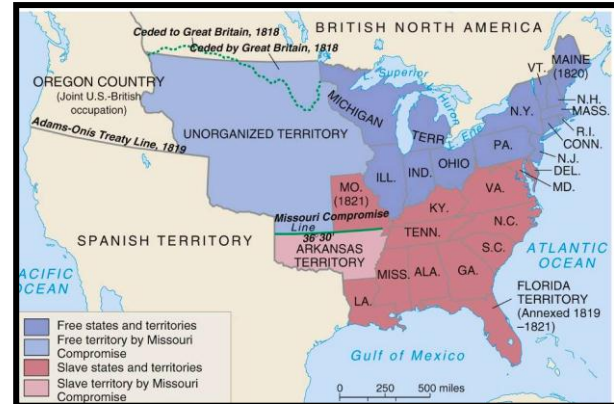 Ceded to Great Britain, 1818
Ceded by Great Britain, 1818
BRITISH NORTH AMERICA
OREGON COUNTRY
(Joint U.S.-British
occupation)
Adams-Onís Treaty Line, 1819
UNORGANIZED TERRITORY
L. Superior
L. Huron
L. Erie
MICHIGAN
TERR.
VT.
MAINE
(1820)
N.H.
MASS.
N.Y.
R.I.
CONN.
PA.
N.J.
DEL.
MD.
ILL.
IND.
OHIO
MO.
(1821)
VA.
KY.
Missouri Compromise
Line
36°30'
N.C.
TENN.
SPANISH TERRITORY
ARKANSAS
TERRITORY
S.C.
ATLANTIC
OCEAN
MISS.
ALA.
GA.
LA.
FLORIDA
TERRITORY
(Annexed 1819
–1821)
PACIFIC
OCEAN
Gulf of Mexico
Free states and territories
Free territory by Missouri
Compromise
Slave states and territories
Slave territory by Missouri
Compromise
0 250 500 miles